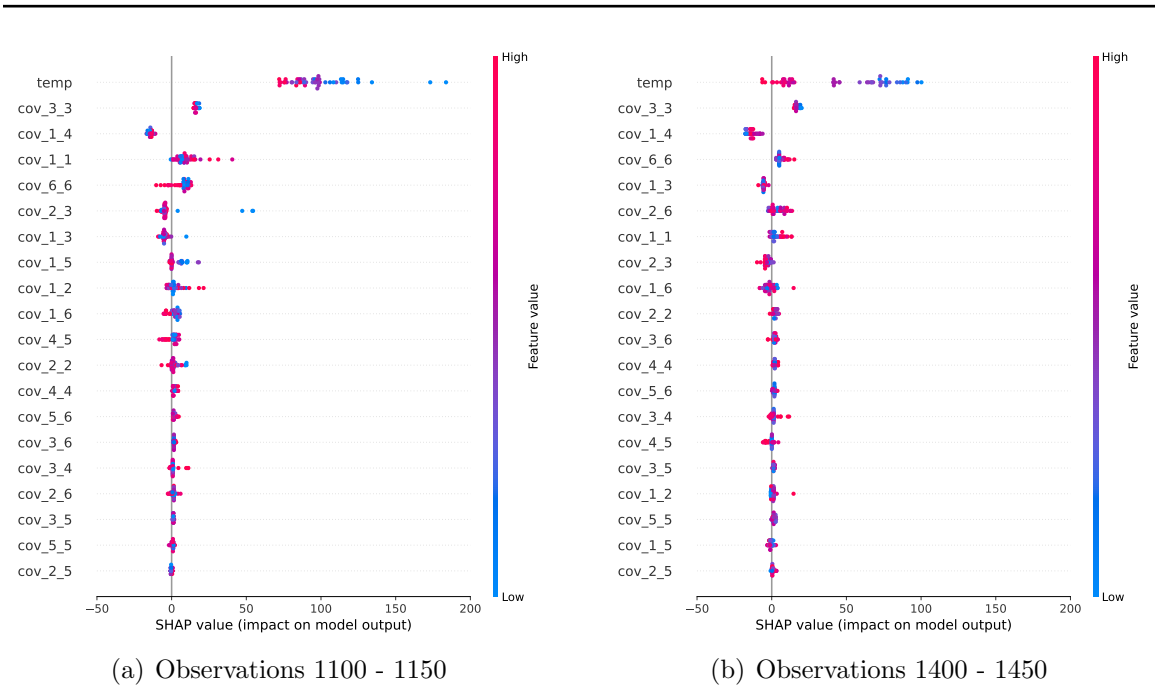 High
temp
cov_3_3
cov_1_4
cov_1_1
cov_6_6
cov_2_3
cov_1_3
cov_1_5
cov_1_2
cov_1_6
cov_4_5
cov_2_2
cov_4_4
cov_5_6
cov_3_6
cov_3_4
cov_2_6
cov_3_5
cov_5_5
cov_2_5
Feature value
Low
−50 0 50 100 150 200
SHAP value (impact on model output)
(a) Observations 1100 - 1150
High
temp
cov_3_3
cov_1_4
cov_6_6
cov_1_3
cov_2_6
cov_1_1
cov_2_3
cov_1_6
cov_2_2
cov_3_6
cov_4_4
cov_5_6
cov_3_4
cov_4_5
cov_3_5
cov_1_2
cov_5_5
cov_1_5
cov_2_5
Feature value
Low
−50 0 50 100 150 200
SHAP value (impact on model output)
(b) Observations 1400 - 1450